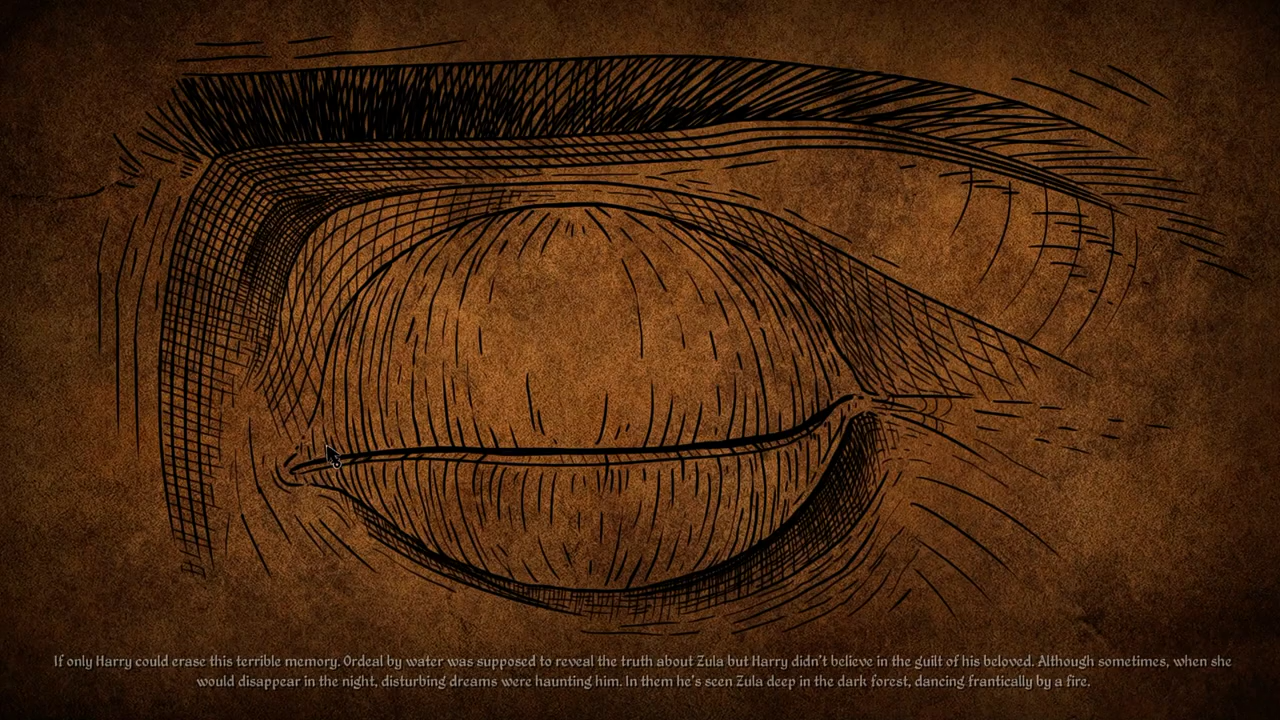 If only Harry could erase this terrible memory. Ordeal by water was supposed to reveal the truth about Zula but Harry didn't believe in the guilt of his beloved. Although sometimes, when she
would disappear in the night, disturbing dreams were haunting him. In them he's seen Zula deep in the dark forest, dancing frantically by a fire.